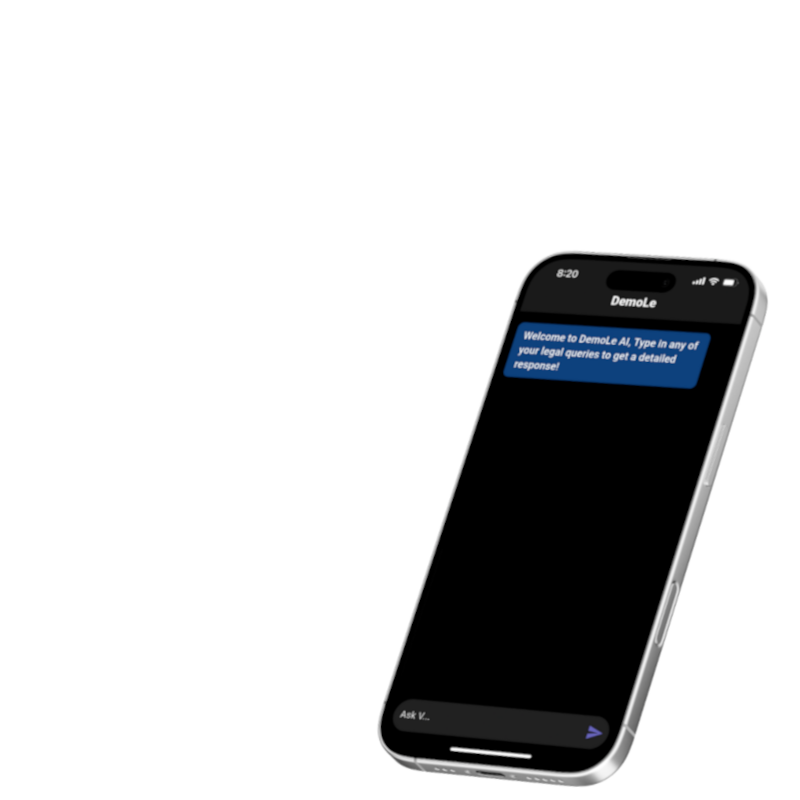 8:20
DemoLe
Welcome to DemoLe AI, Type in any of
your legal queries to get a detailed
response!
Ask V...